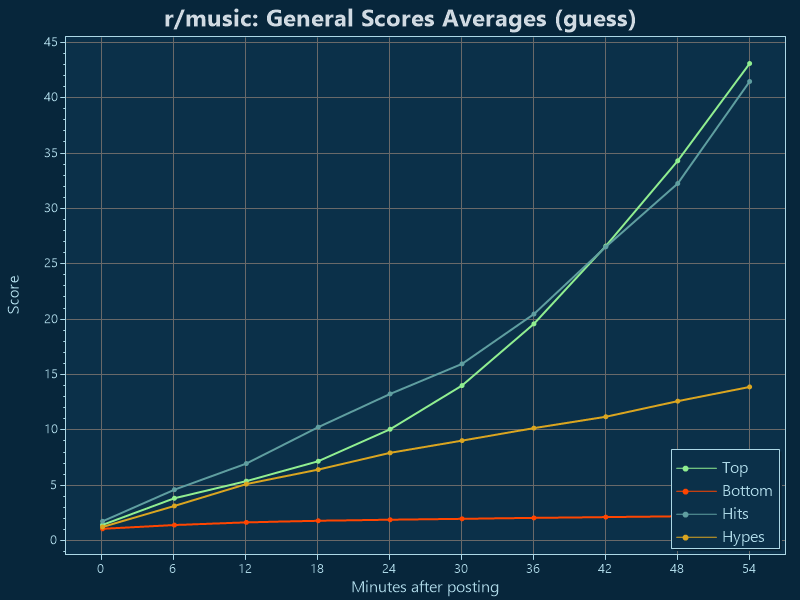 r/music: General Scores Averages (guess)
45
40
35
30
25
20
15
10
5
0
Score
0 6 12 18 24 30 36 42 48 54
Minutes after posting
Top
Bottom
Hits
Hypes